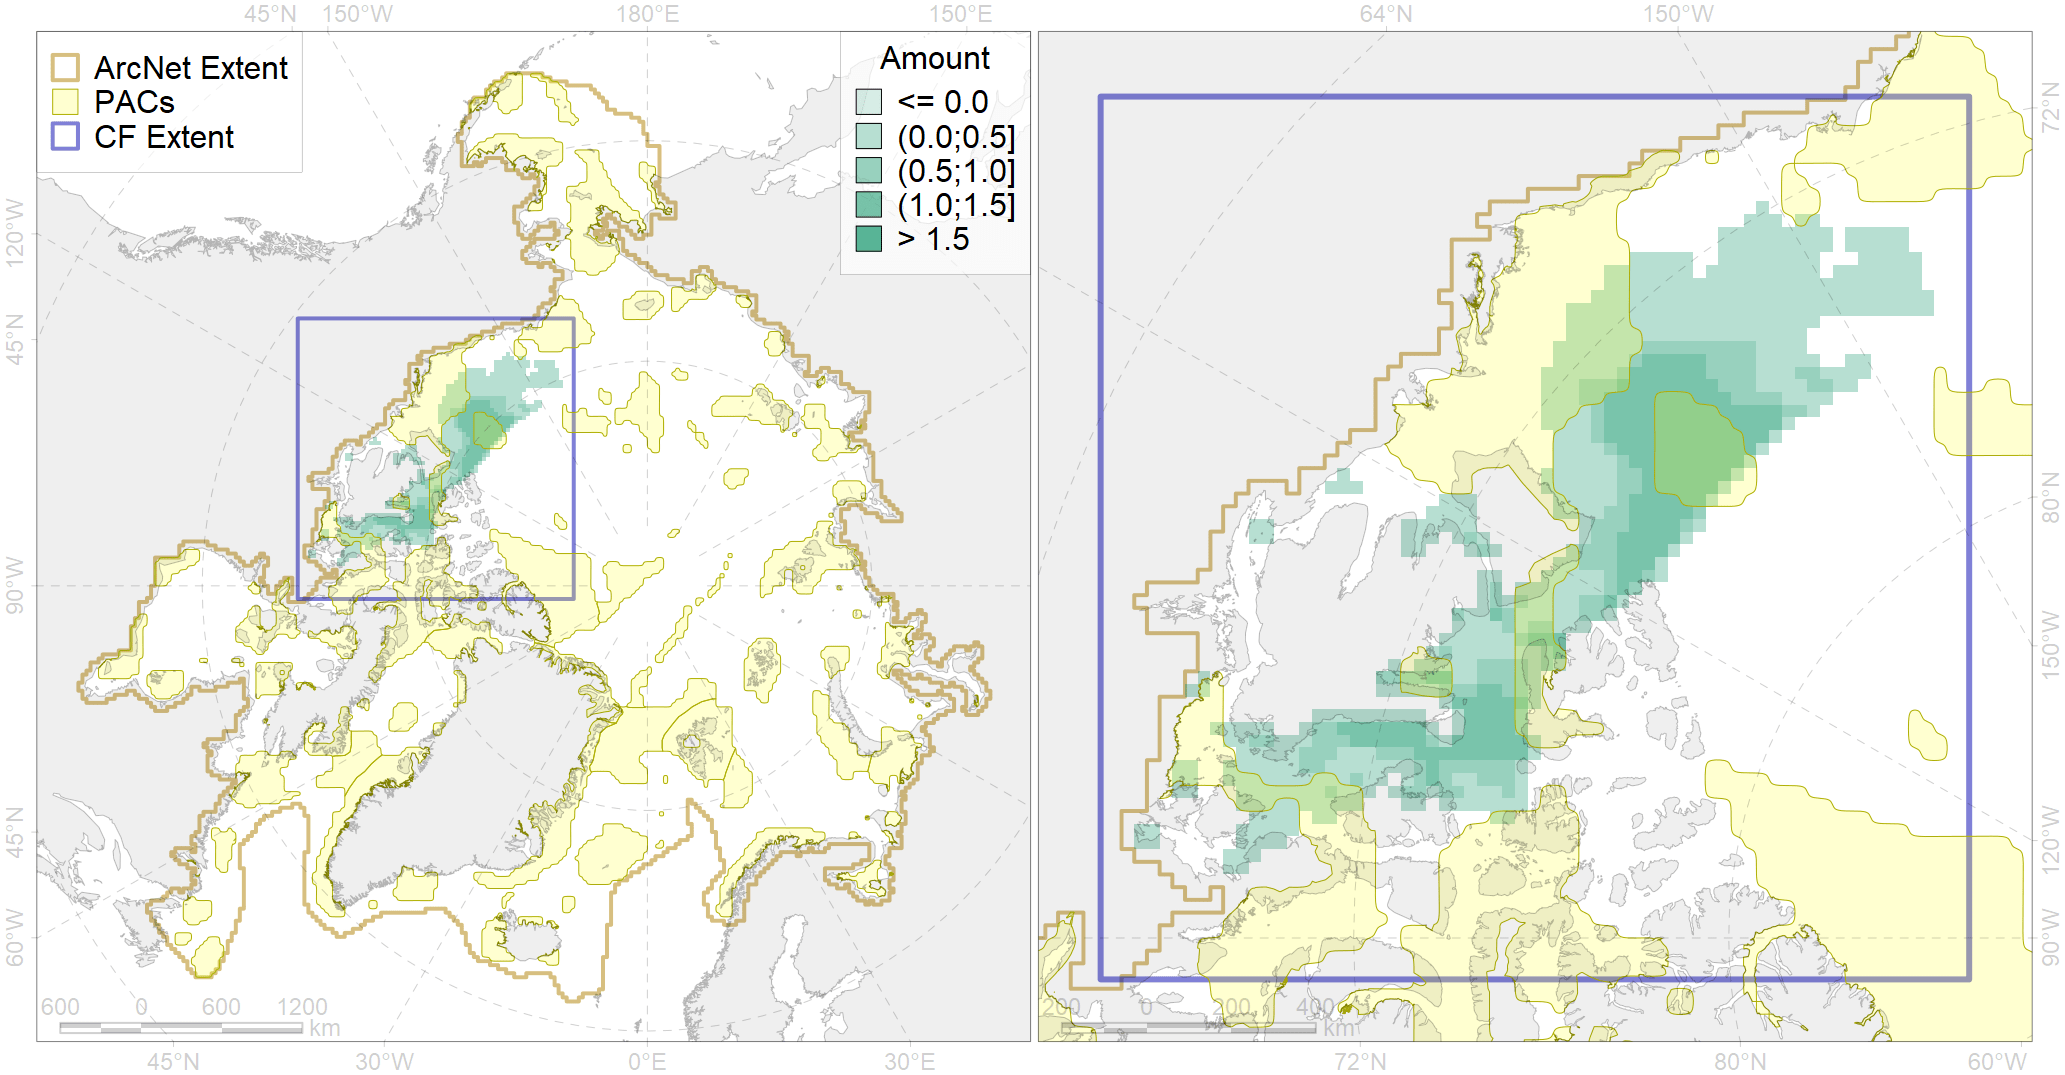 45°N 150°W 180°E 150°E 64°N 150°W
ArcNet Extent
PACs
CF Extent
Amount
<= 0.0
(0.0;0.5]
(0.5;1.0]
(1.0;1.5]
> 1.5
120°W
45°N
90°W
45°N
60°W
72°N
80°N
150°W
120°W
90°W
600 0 600 1200
km
200 0 200 400
km
45°N 30°W 0°E 30°E 72°N 80°N 60°W